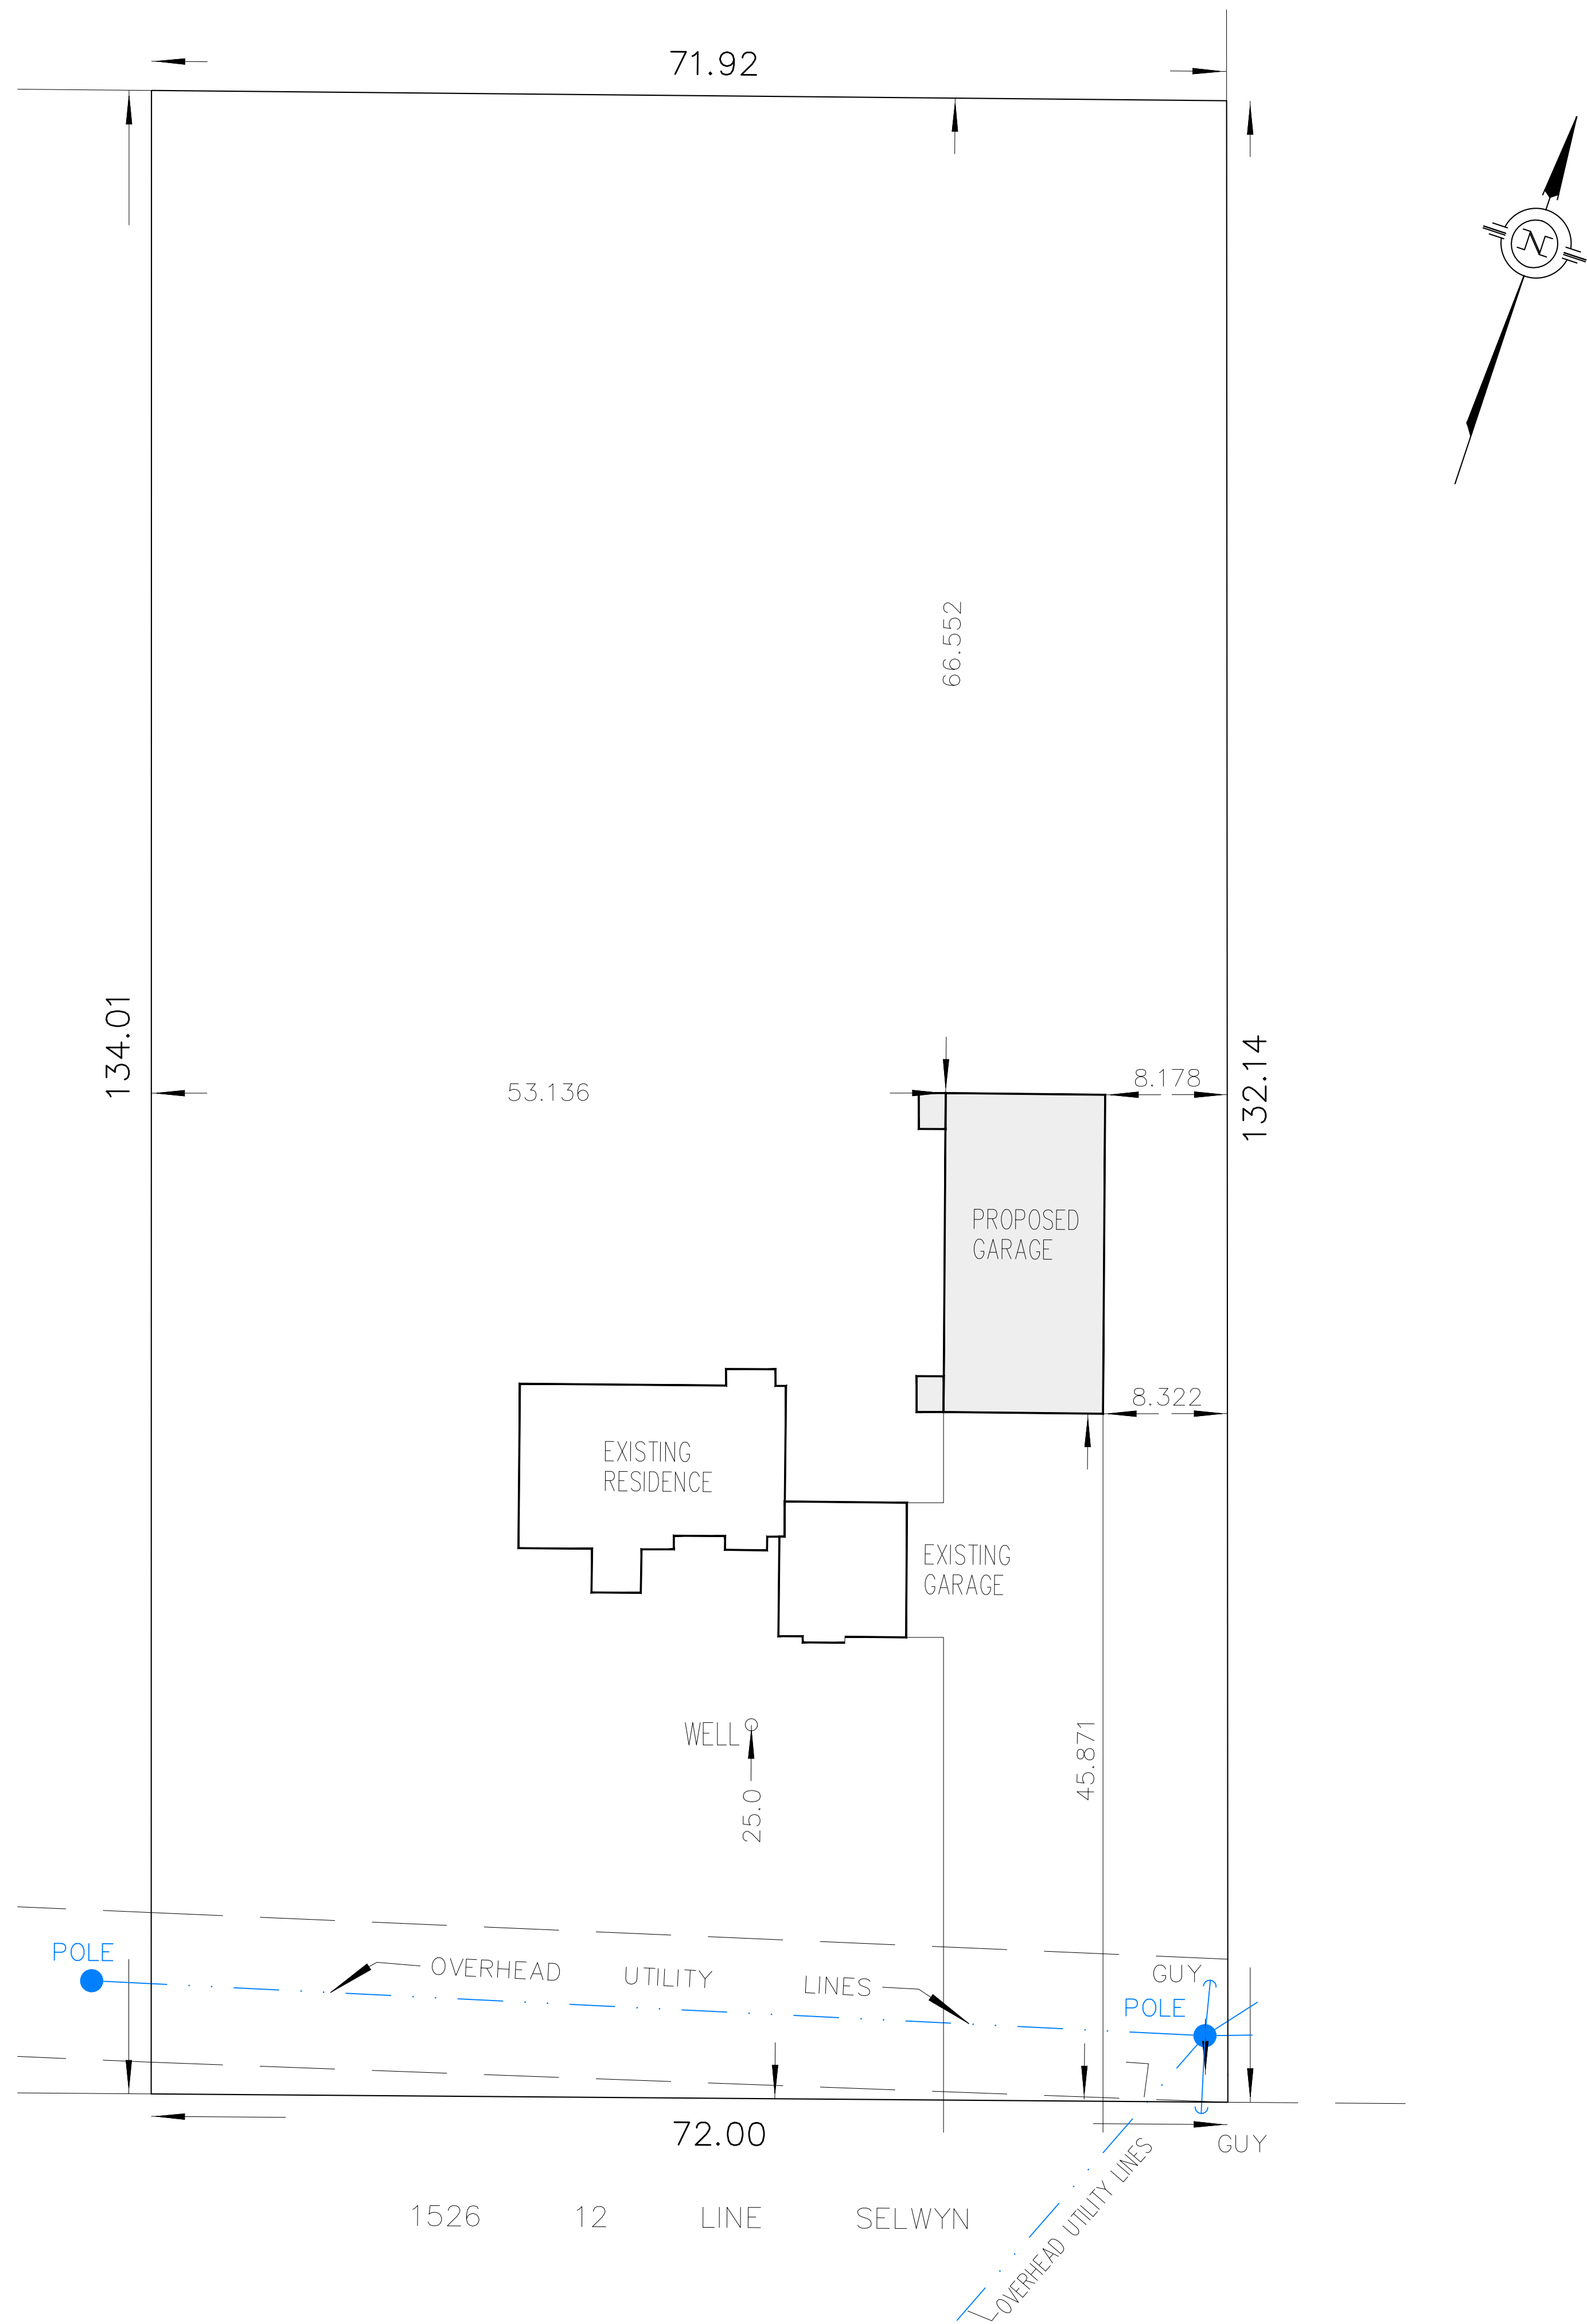 71.92
N
66.552
134.01
132.14
53.136
8.178
PROPOSED
GARAGE
8.322
EXISTING
RESIDENCE
EXISTING
GARAGE
WELL
25.0
45.871
POLE
OVERHEAD UTILITY LINES
GUY
POLE
72.00
GUY
OVERHEAD UTILITY LINES
1526 12 LINE SELWYN